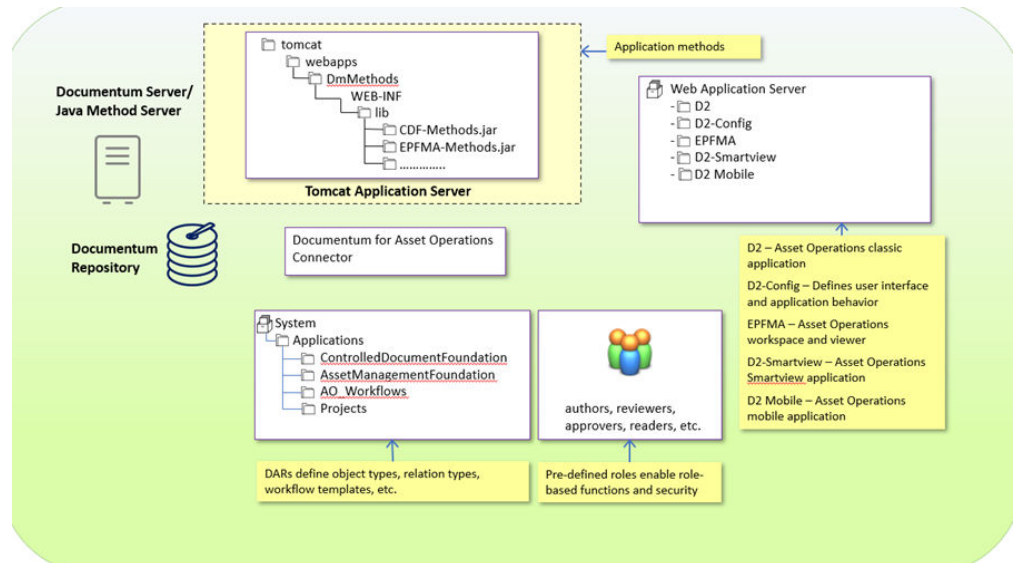 Documentum Server/
Java Method Server
tomcat
webapps
DmMethods
WEB-INF
lib
CDF-Methods.jar
EPFMA-Methods.jar
…………..
Tomcat Application Server
Application methods
Web Application Server
- D2
- D2-Config
- EPFMA
- D2-Smartview
- D2 Mobile
Documentum
Repository
Documentum for Asset Operations
Connector
D2 – Asset Operations classic
application
D2-Config – Defines user interface
and application behavior
EPFMA – Asset Operations
workspace and viewer
D2-Smartview – Asset Operations
Smartview application
D2 Mobile – Asset Operations
mobile application
System
Applications
ControlledDocumentFoundation
AssetManagementFoundation
AO_Workflows
Projects
authors, reviewers,
approvers, readers, etc.
DARs define object types, relation types,
workflow templates, etc.
Pre-defined roles enable role-
based functions and security